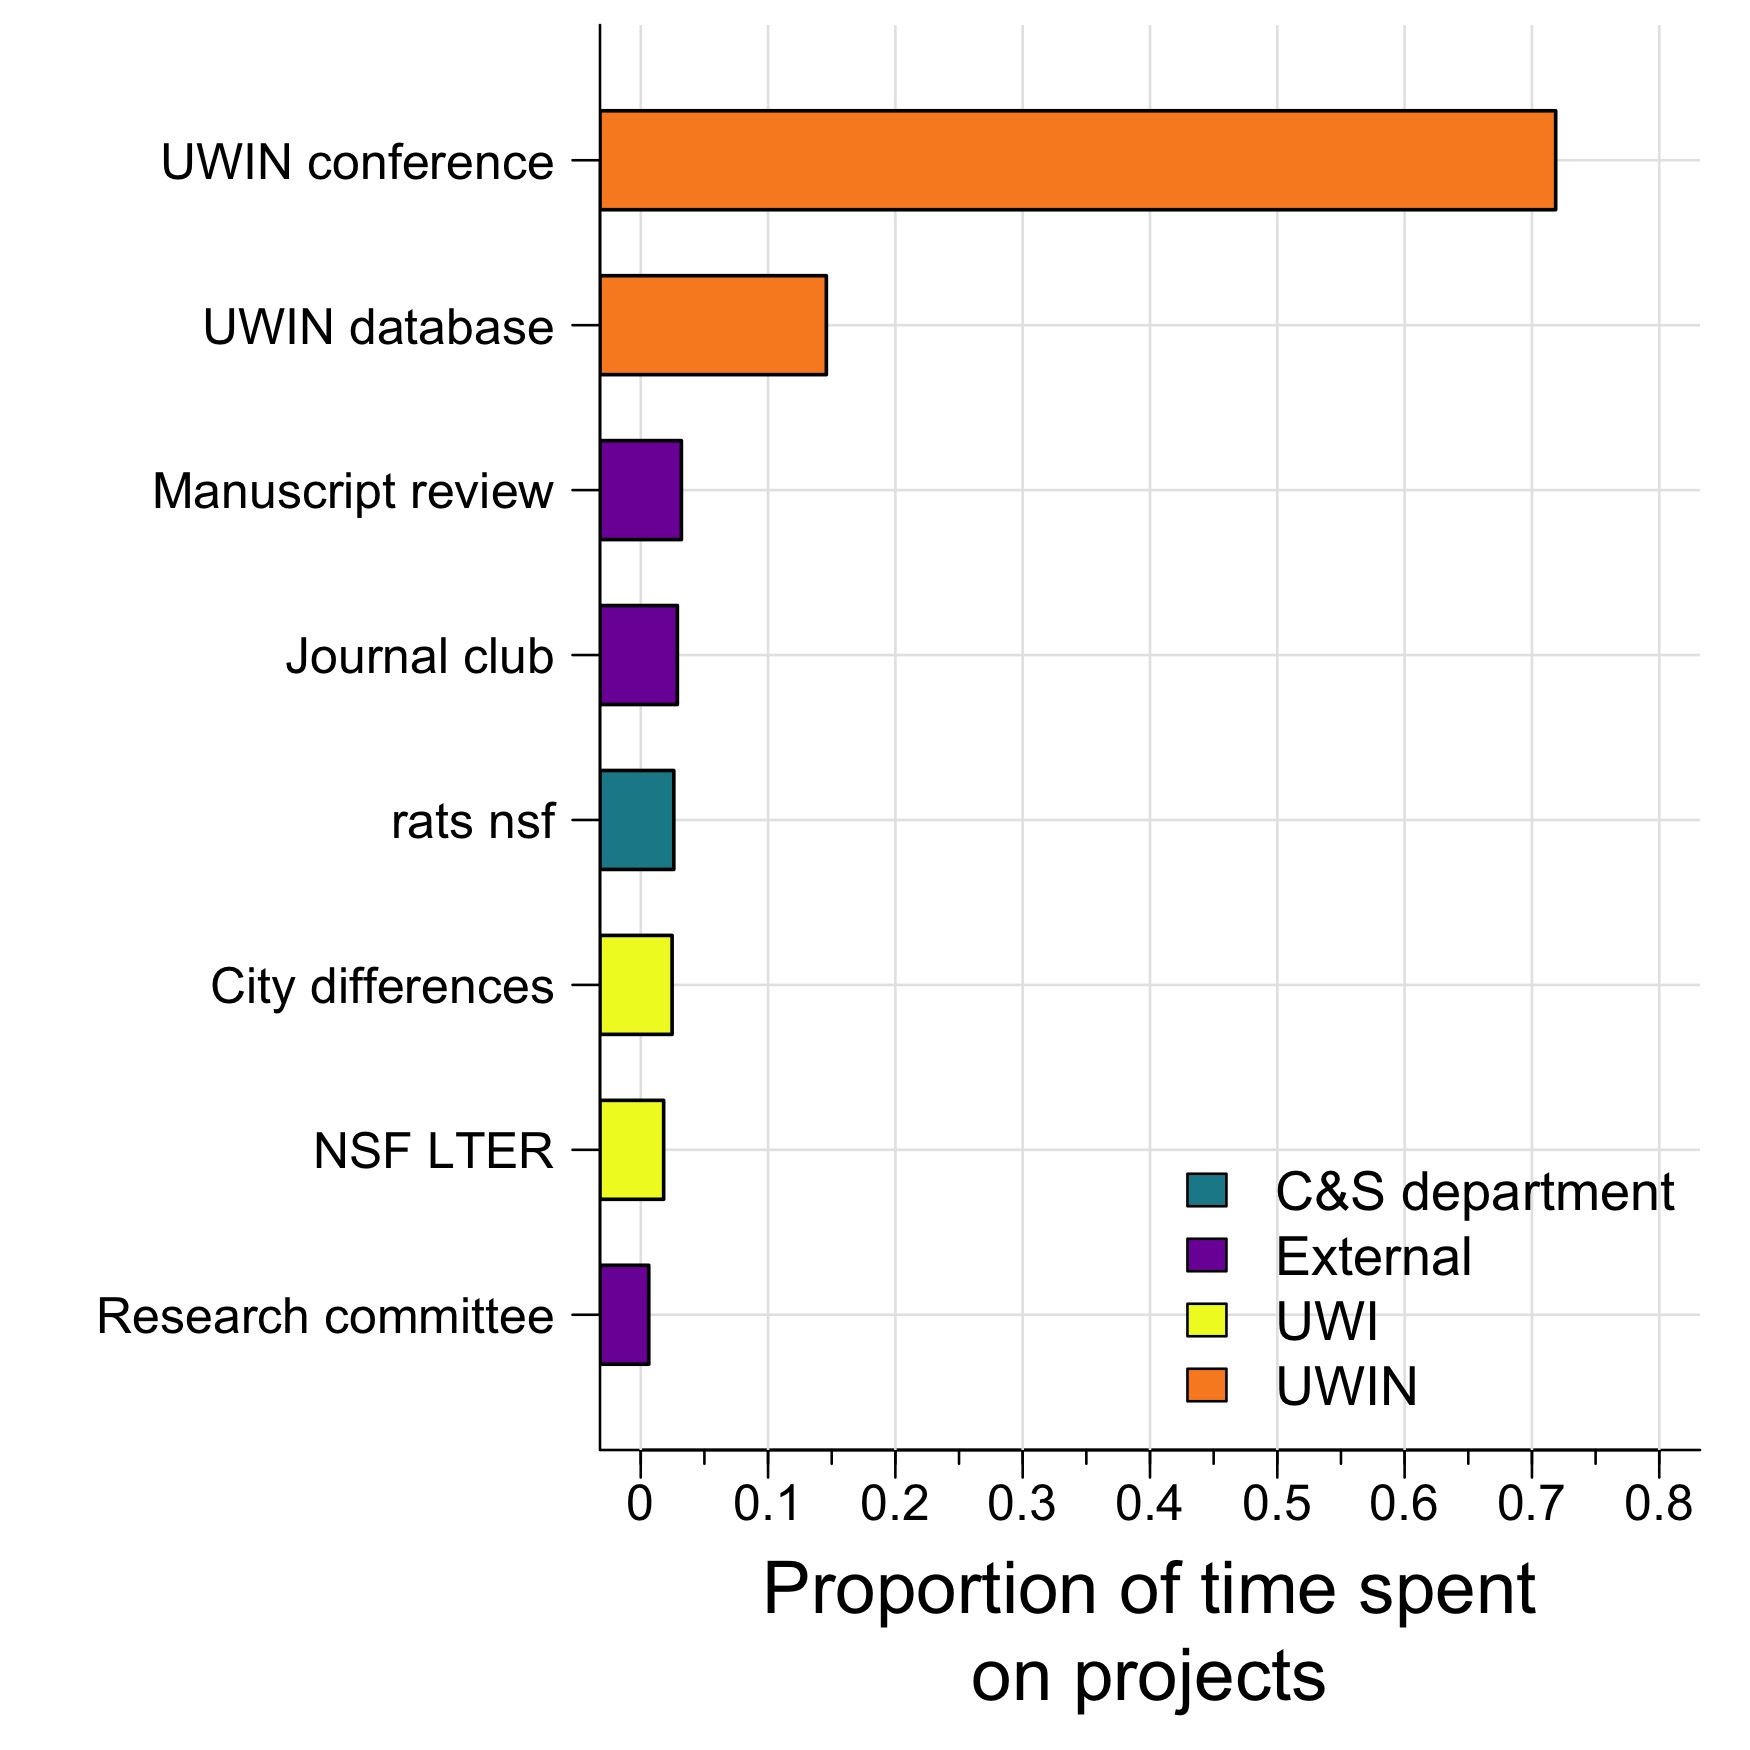 UWIN conference
UWIN database
Manuscript review
Journal club
rats nsf
City differences
NSF LTER
Research committee
C&S department
External
UWI
UWIN
0 0.1 0.2 0.3 0.4 0.5 0.6 0.7 0.8
Proportion of time spent
on projects